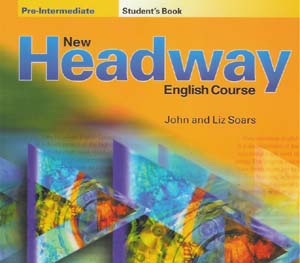 Pre-Intermediate Student's Book
New
Headway
English Course
John and Liz Soars